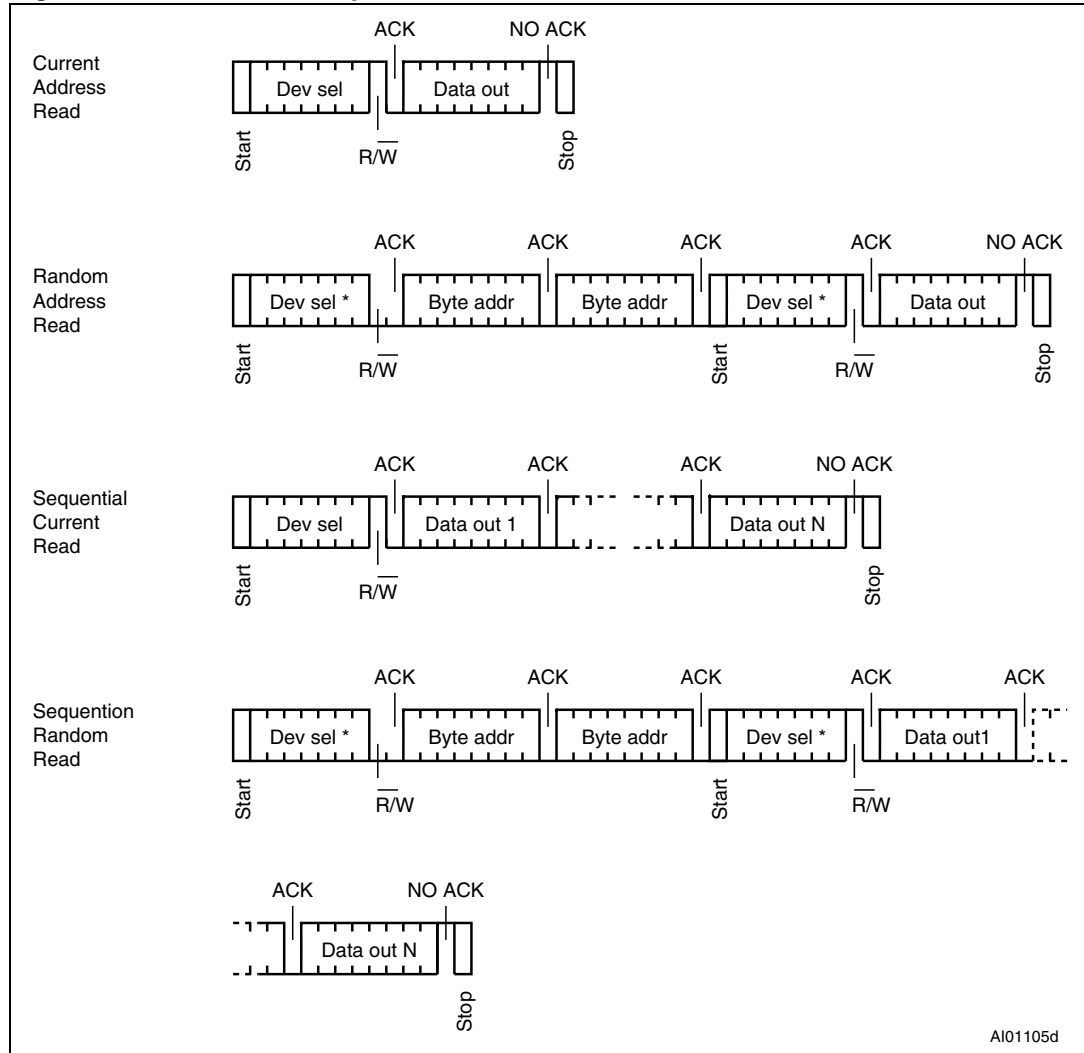 ACK NO ACK
Current
Address
Read
Dev sel Data out
Start R/W Stop
ACK ACK ACK ACK NO ACK
Random
Address
Read
Dev sel * Byte addr Byte addr Dev sel * Data out
Start R/W Start R/W Stop
ACK ACK ACK NO ACK
Sequential
Current
Read
Dev sel Data out 1 Data out N
Start R/W Stop
ACK ACK ACK ACK ACK
Sequention
Random
Read
Dev sel * Byte addr Byte addr Dev sel * Data out1
Start R/W Start R/W
ACK NO ACK
Data out N
Stop
AI01105d